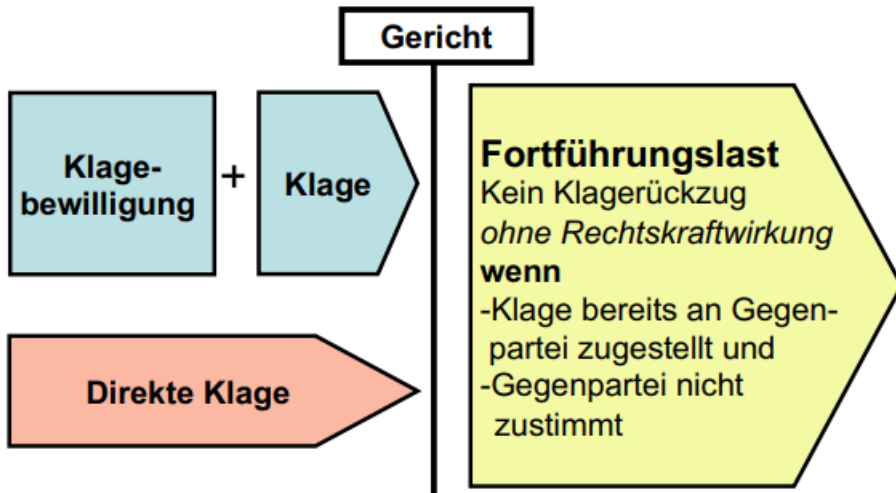 Gericht
Klage-
bewilligung
+
Klage
Direkte Klage
Fortführungslast
Kein Klagerückzug
ohne Rechtskraftwirkung
wenn
-Klage bereits an Gegen-
partei zugestellt und
-Gegenpartei nicht
zustimmt